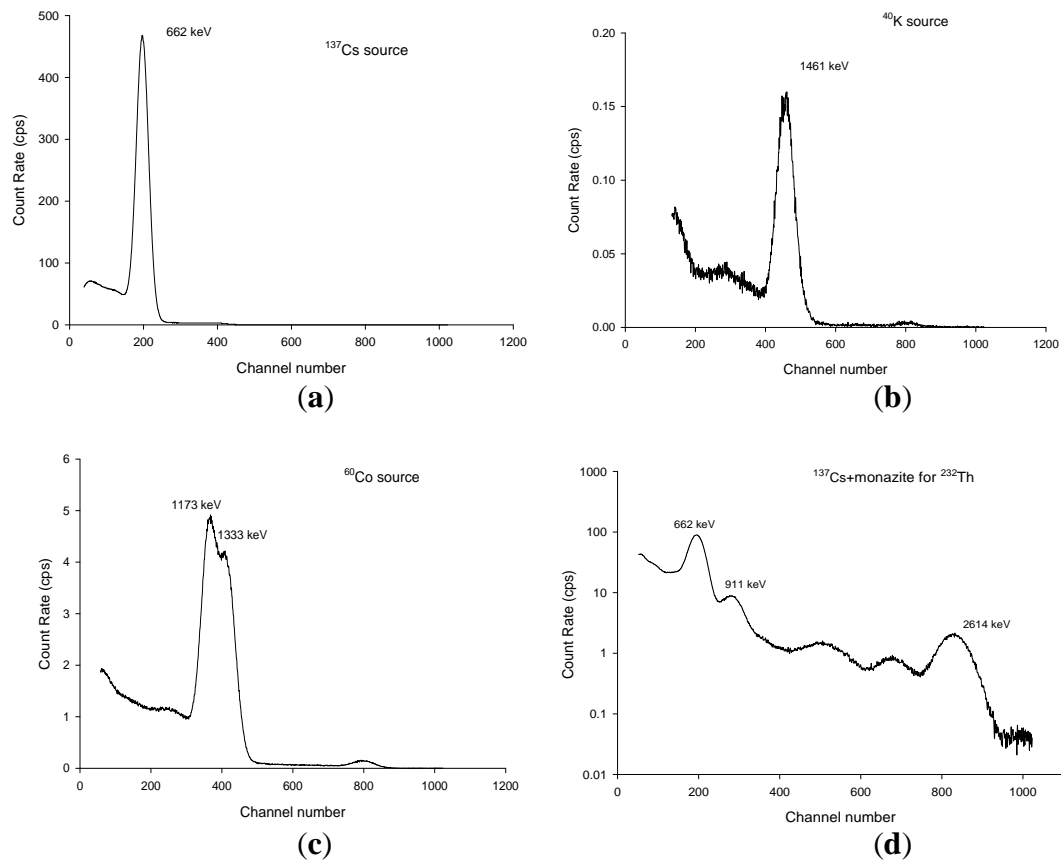 500
400
300
200
100
0
662 keV
¹³⁷Cs source
Count Rate (cps)
0 200 400 600 800 1000 1200
Channel number
(a)
⁴⁰K source
0.20
0.15
0.10
0.05
0.00
1461 keV
Count Rate (cps)
0 200 400 600 800 1000 1200
Channel number
(b)
⁶⁰Co source
6
5
4
3
2
1
0
1173 keV
1333 keV
Count Rate (cps)
0 200 400 600 800 1000 1200
Channel number
(c)
¹³⁷Cs+monazite for ²³²Th
1000
100
10
1
0.1
0.01
662 keV
911 keV
2614 keV
Count Rate (cps)
0 200 400 600 800 1000
Channel number
(d)